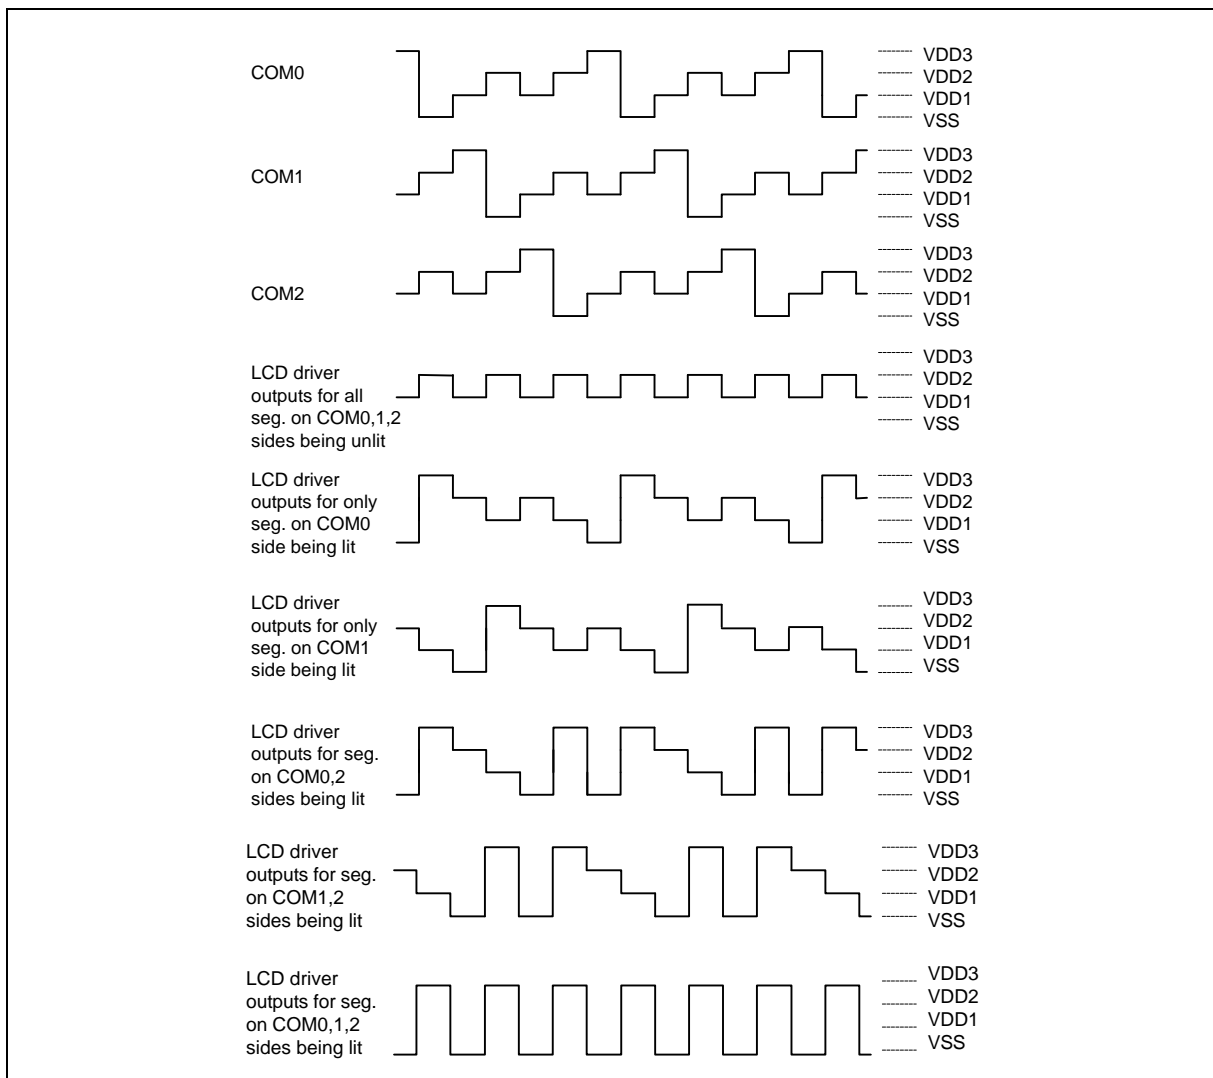 COM0
VDD3
VDD2
VDD1
VSS
COM1
VDD3
VDD2
VDD1
VSS
COM2
VDD3
VDD2
VDD1
VSS
LCD driver
outputs for all
seg. on COM0,1,2
sides being unlit
VDD3
VDD2
VDD1
VSS
LCD driver
outputs for only
seg. on COM0
side being lit
VDD3
VDD2
VDD1
VSS
LCD driver
outputs for only
seg. on COM1
side being lit
VDD3
VDD2
VDD1
VSS
LCD driver
outputs for seg.
on COM0,2
sides being lit
VDD3
VDD2
VDD1
VSS
LCD driver
outputs for seg.
on COM1,2
sides being lit
VDD3
VDD2
VDD1
VSS
LCD driver
outputs for seg.
on COM0,1,2
sides being lit
VDD3
VDD2
VDD1
VSS